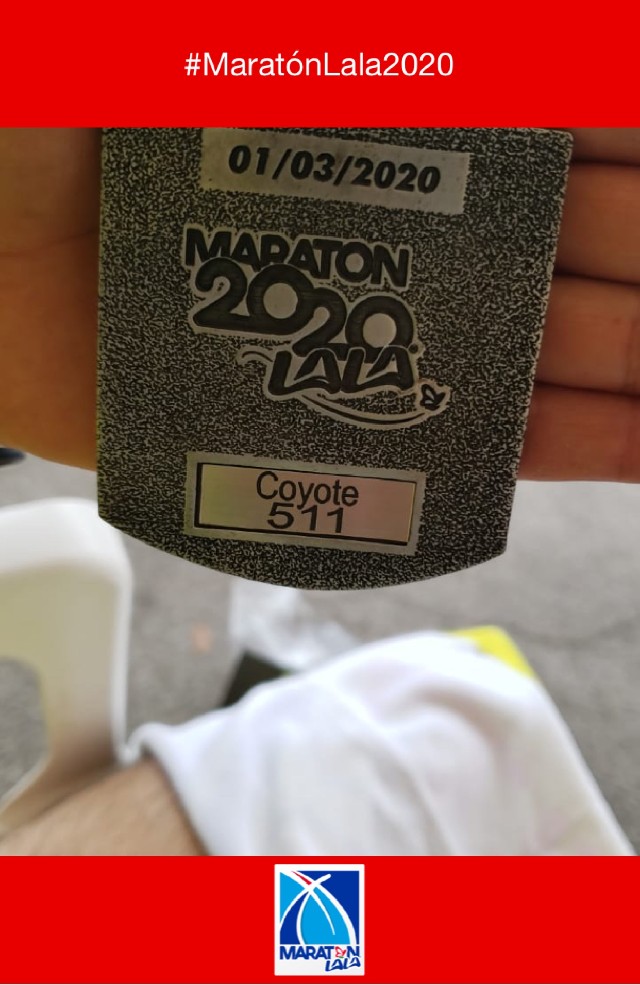 #MaratónLala2020
01/03/2020
MARATON
2020
LALA
Coyote
511
MARATON
LALA